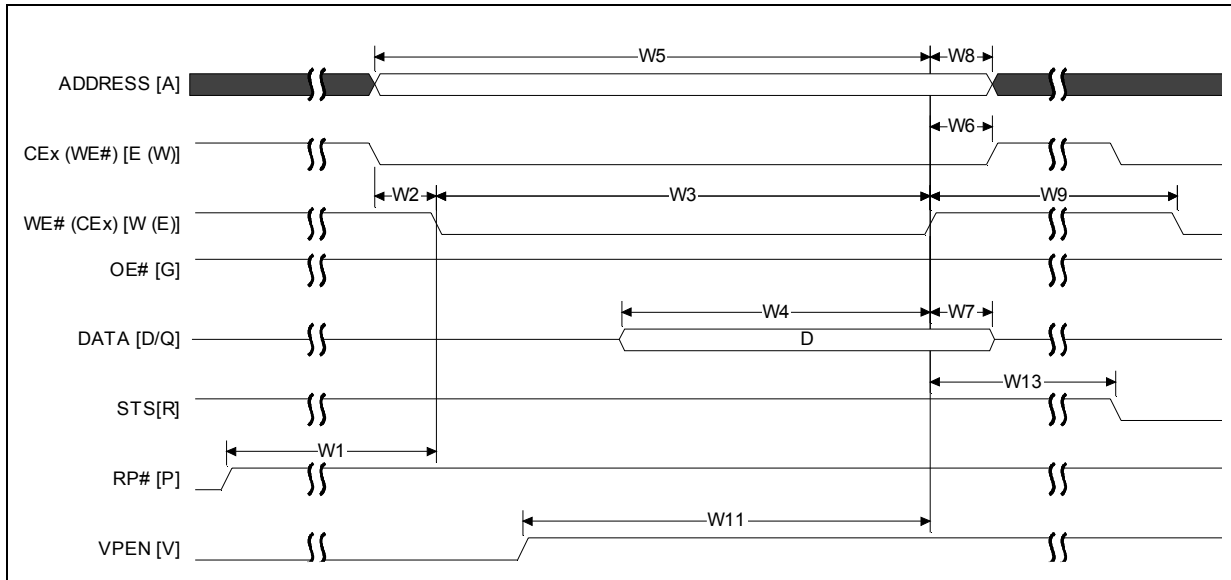 W5
W8
ADDRESS [A]
W6
CEx (WE#) [E (W)]
W2
W3
W9
WE# (CEx) [W (E)]
OE# [G]
W4
W7
DATA [D/Q]
D
W13
STS[R]
W1
RP# [P]
W11
VPEN [V]